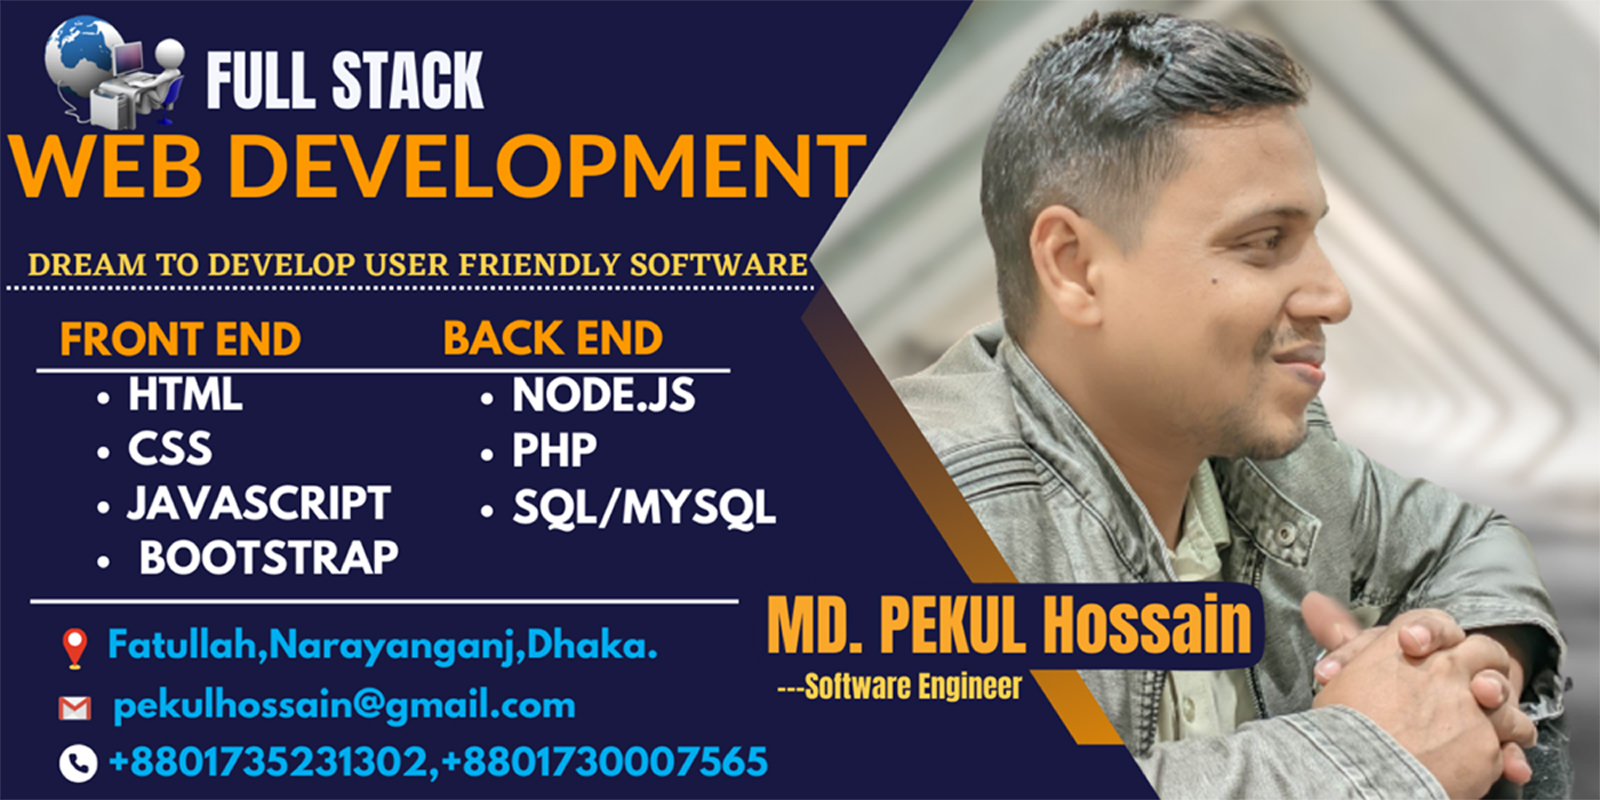 FULL STACK
WEB DEVELOPMENT
DREAM TO DEVELOP USER FRIENDLY SOFTWARE
FRONT END
• HTML
• CSS
• JAVASCRIPT
• BOOTSTRAP
BACK END
• NODE.JS
• PHP
• SQL/MYSQL
Fatullah,Narayanganj,Dhaka.
pekulhossain@gmail.com
+8801735231302,+8801730007565
MD. PEKUL Hossain
---Software Engineer